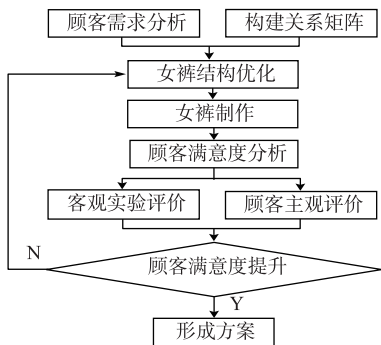 顾客需求分析
构建关系矩阵
女裤结构优化
女裤制作
顾客满意度分析
客观实验评价
顾客主观评价
N
顾客满意度提升
Y
形成方案